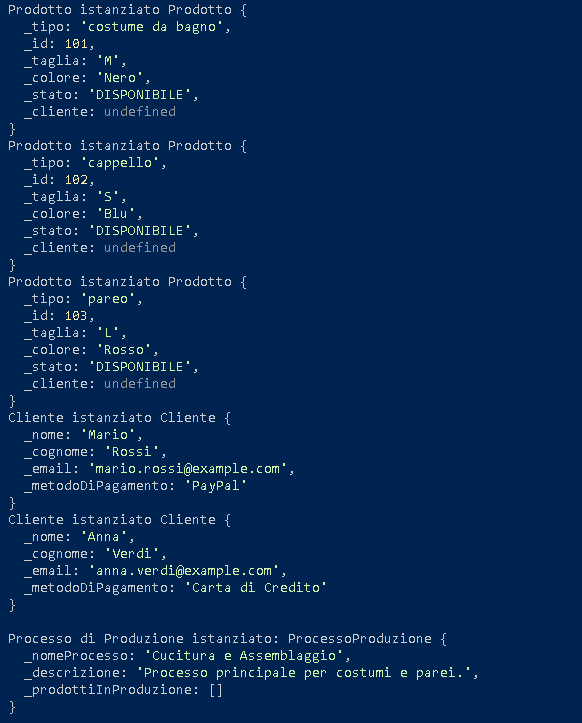 Prodotto istanziato Prodotto {
  _tipo: 'costume da bagno',
  _id: 101,
  _taglia: 'M',
  _colore: 'Nero',
  _stato: 'DISPONIBILE',
  _cliente: undefined
}
Prodotto istanziato Prodotto {
  _tipo: 'cappello',
  _id: 102,
  _taglia: 'S',
  _colore: 'Blu',
  _stato: 'DISPONIBILE',
  _cliente: undefined
}
Prodotto istanziato Prodotto {
  _tipo: 'pareo',
  _id: 103,
  _taglia: 'L',
  _colore: 'Rosso',
  _stato: 'DISPONIBILE',
  _cliente: undefined
}
Cliente istanziato Cliente {
  _nome: 'Mario',
  _cognome: 'Rossi',
  _email: 'mario.rossi@example.com',
  _metodoDiPagamento: 'PayPal'
}
Cliente istanziato Cliente {
  _nome: 'Anna',
  _cognome: 'Verdi',
  _email: 'anna.verdi@example.com',
  _metodoDiPagamento: 'Carta di Credito'
}

Processo di Produzione istanziato: ProcessoProduzione {
  _nomeProcesso: 'Cucitura e Assemblaggio',
  _descrizione: 'Processo principale per costumi e parei.',
  _prodottiInProduzione: []
}